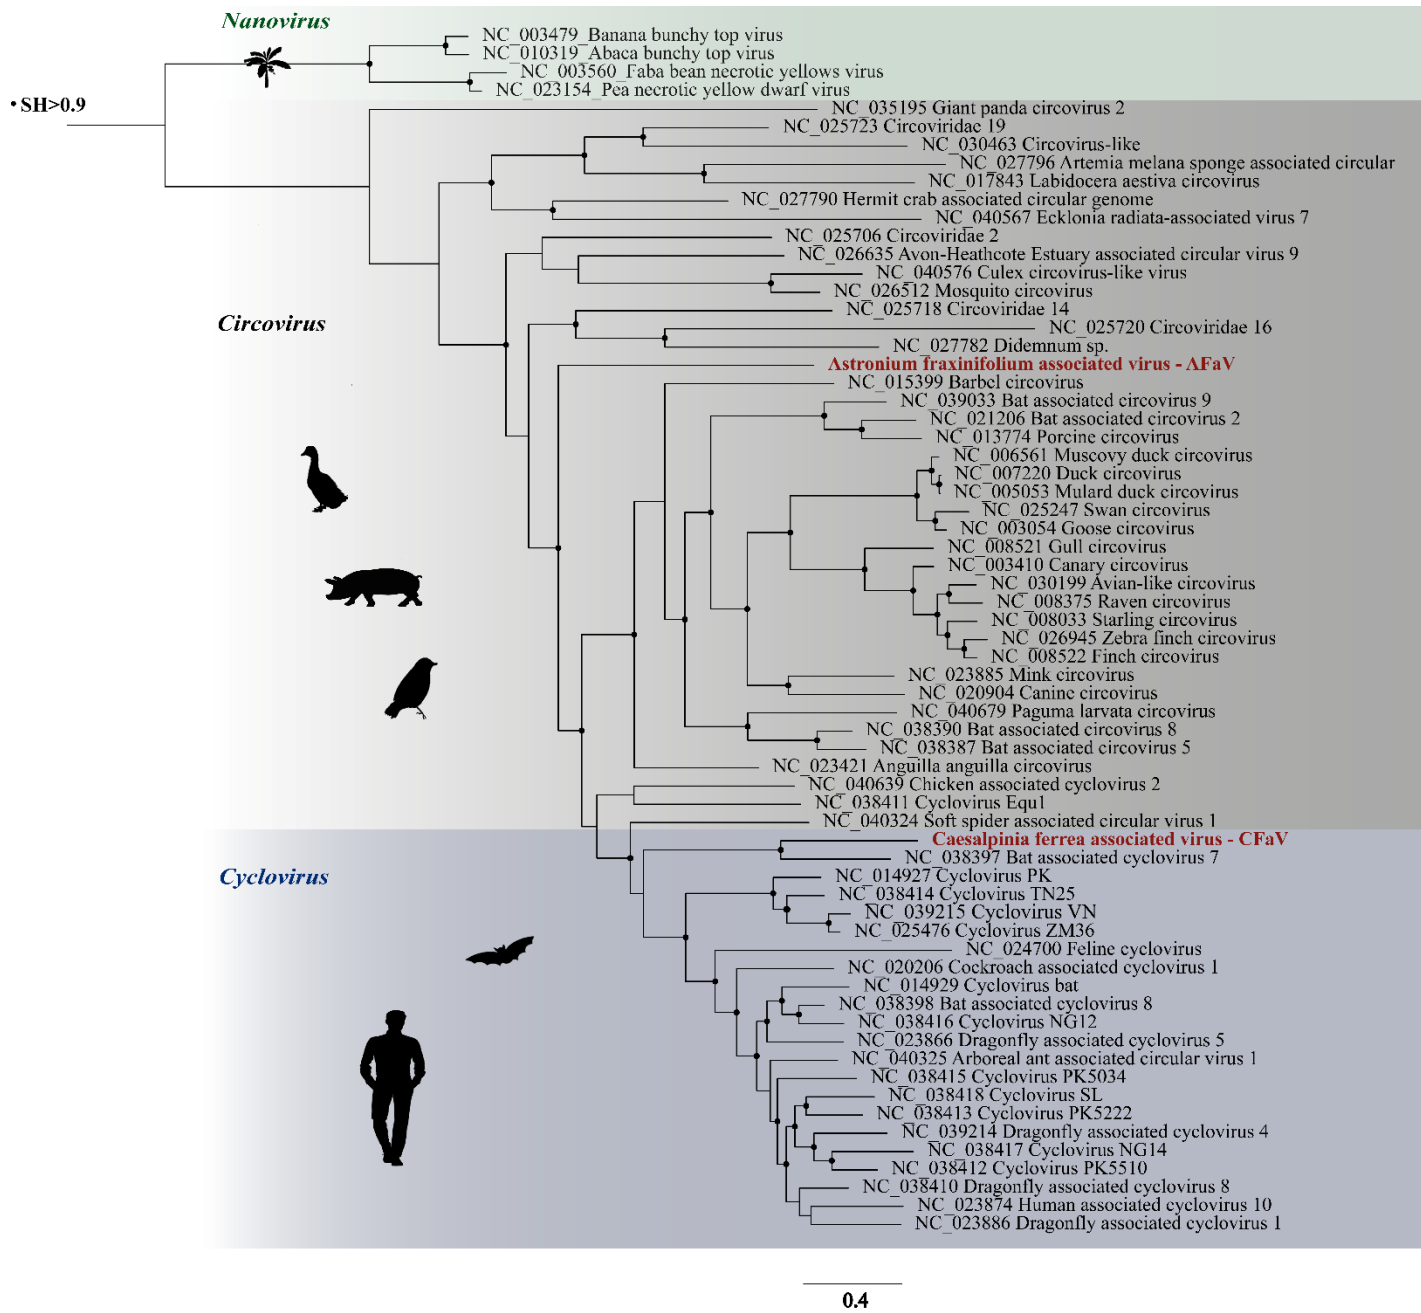 Nanovirus
NC_003479_Banana bunchy top virus
NC_010319_Abaca bunchy top virus
NC_003560_Faba bean necrotic yellows virus
NC_023154_Pea necrotic yellow dwarf virus
• SH>0.9
NC_035195 Giant panda circovirus 2
NC_025723 Circoviridae 19
NC_030463 Circovirus-like
NC_027796 Artemia melana sponge associated circular
NC_017843 Labidocera aestiva circovirus
NC_027790 Hermit crab associated circular genome
NC_040567 Ecklonia radiata-associated virus 7
NC_025706 Circoviridae 2
NC_026635 Avon-Heathcote Estuary associated circular virus 9
NC_040576 Culex circovirus-like virus
NC_026512 Mosquito circovirus
NC_025718 Circoviridae 14
Circovirus
NC_025720 Circoviridae 16
NC_027782 Didemnum sp.
Astronium fraxinifolium associated virus - AFaV
NC_015399 Barbel circovirus
NC_039033 Bat associated circovirus 9
NC_021206 Bat associated circovirus 2
NC_013774 Porcine circovirus
NC_006561 Muscovy duck circovirus
NC_007220 Duck circovirus
NC_005053 Mulard duck circovirus
NC_025247 Swan circovirus
NC_003054 Goose circovirus
NC_008521 Gull circovirus
NC_003410 Canary circovirus
NC_030199 Avian-like circovirus
NC_008375 Raven circovirus
NC_008033 Starling circovirus
NC_026945 Zebra finch circovirus
NC_008522 Finch circovirus
NC_023885 Mink circovirus
NC_020904 Canine circovirus
NC_040679 Paguma larvata circovirus
NC_038390 Bat associated circovirus 8
NC_038387 Bat associated circovirus 5
NC_023421 Anguilla anguilla circovirus
NC_040639 Chicken associated cyclovirus 2
NC_038411 Cyclovirus Equ1
NC_040324 Soft spider associated circular virus 1
Caesalpinia ferrea associated virus - CFaV
NC_038397 Bat associated cyclovirus 7
Cyclovirus
NC_014927 Cyclovirus PK
NC_038414 Cyclovirus TN25
NC_039215 Cyclovirus VN
NC_025476 Cyclovirus ZM36
NC_024700 Feline cyclovirus
NC_020206 Cockroach associated cyclovirus 1
NC_014929 Cyclovirus bat
NC_038398 Bat associated cyclovirus 8
NC_038416 Cyclovirus NG12
NC_023866 Dragonfly associated cyclovirus 5
NC_040325 Arboreal ant associated circular virus 1
NC_038415 Cyclovirus PK5034
NC_038418 Cyclovirus SL
NC_038413 Cyclovirus PK5222
NC_039214 Dragonfly associated cyclovirus 4
NC_038417 Cyclovirus NG14
NC_038412 Cyclovirus PK5510
NC_038410 Dragonfly associated cyclovirus 8
NC_023874 Human associated cyclovirus 10
NC_023886 Dragonfly associated cyclovirus 1
0.4